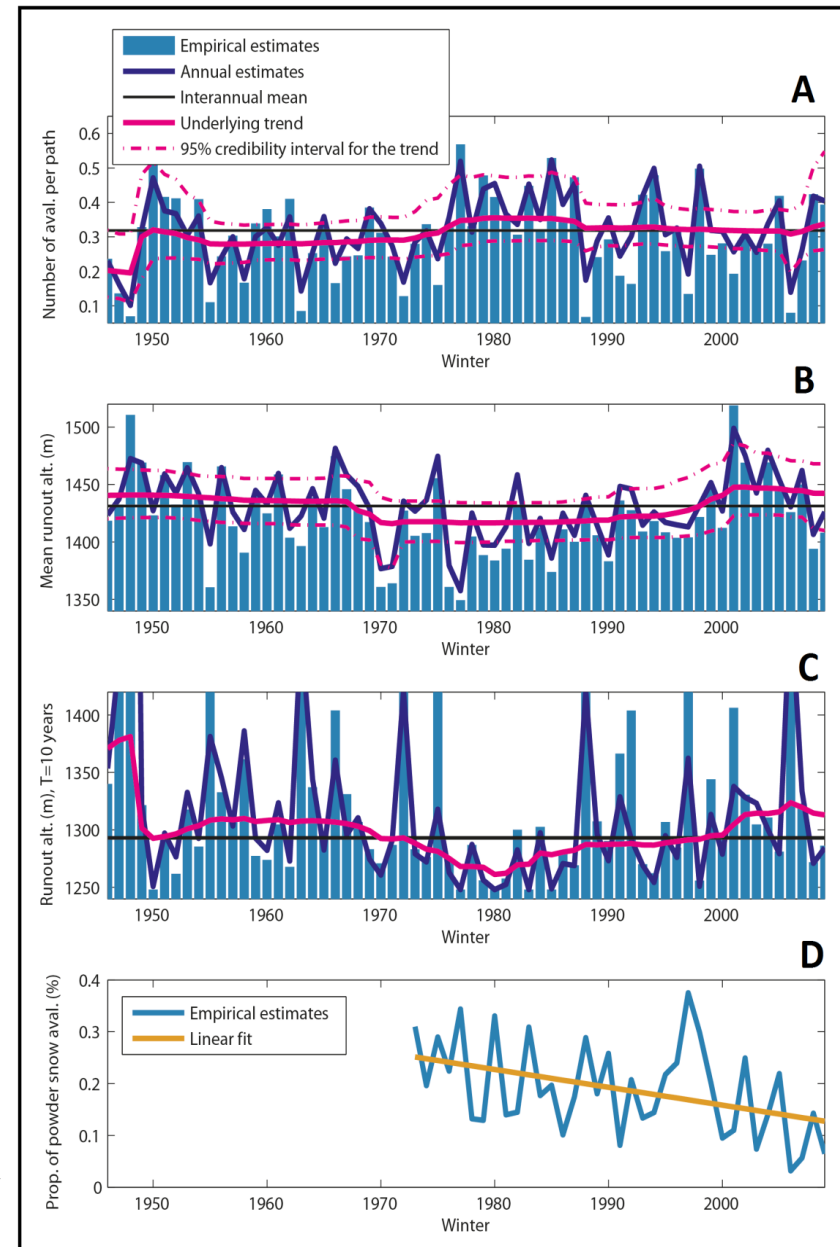 Empirical estimates
Annual estimates
Interannual mean
Underlying trend
95% credibility interval for the trend
A
Number of aval. per path
0.6
0.5
0.4
0.3
0.2
0.1
1950 1960 1970 1980 1990 2000
Winter
B
Mean runout alt. (m)
1500
1450
1400
1350
1950 1960 1970 1980 1990 2000
Winter
C
Runout alt. (m), T=10 years
1400
1350
1300
1250
1950 1960 1970 1980 1990 2000
Winter
D
Prop. of powder snow aval. (%)
0.4
0.3
0.2
0.1
0
Empirical estimates
Linear fit
1950 1960 1970 1980 1990 2000
Winter